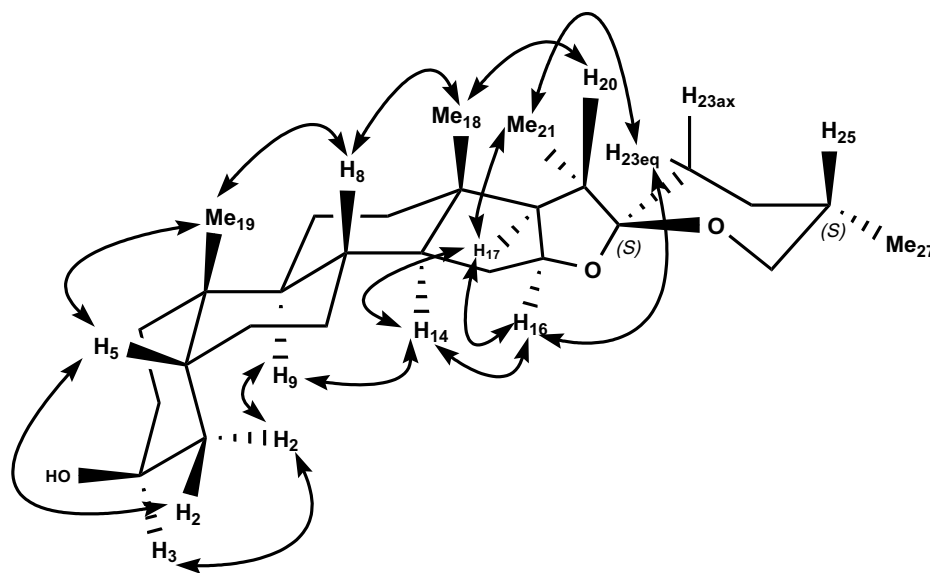 H20
H23ax
Me18
Me21
H25
H8
H23eq
Me19
(S)
O
(S)
Me27
H17
O
H5
H14
H16
H9
H2
HO
H2
H3